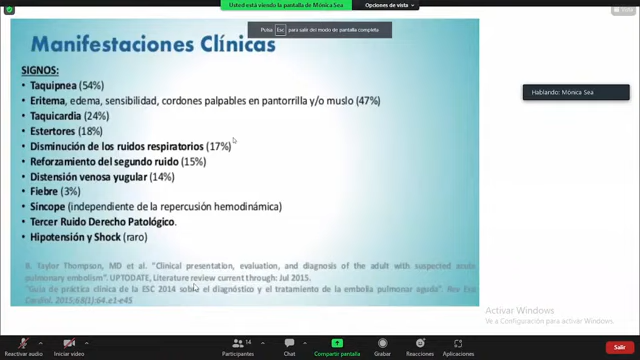 Usted está viendo la pantalla de Mónica Sea
Opciones de vista
Pulsa Esc para salir del modo de pantalla completa
Manifestaciones Clínicas
Hablando: Mónica Sea
SIGNOS:
• Taquipnea (54%)
• Eritema, edema, sensibilidad, cordones palpables en pantorrilla y/o muslo (47%)
• Taquicardia (24%)
• Estertores (18%)
• Disminución de los ruidos respiratorios (17%)
• Reforzamiento del segundo ruido (15%)
• Distensión venosa yugular (14%)
• Fiebre (3%)
• Síncope (independiente de la repercusión hemodinámica)
• Tercer Ruido Derecho Patológico.
• Hipotensión y Shock (raro)
B. Taylor Thompson, MD et al. "Clinical presentation, evaluation, and diagnosis of the adult with suspected acute
pulmonary embolism". UPTODATE, Literature review current through: Jul 2015.
"Guía de práctica clínica de la ESC 2014 sobre el diagnóstico y el tratamiento de la embolia pulmonar aguda". Rev Esp
Cardiol. 2015;68(1):64.e1-e45
Activar Windows
Ve a Configuración para activar Windows.
Reactivar audio
Iniciar video
14
Participantes
Chat
Compartir pantalla
Grabar
Reacciones
Aplicaciones
Salir